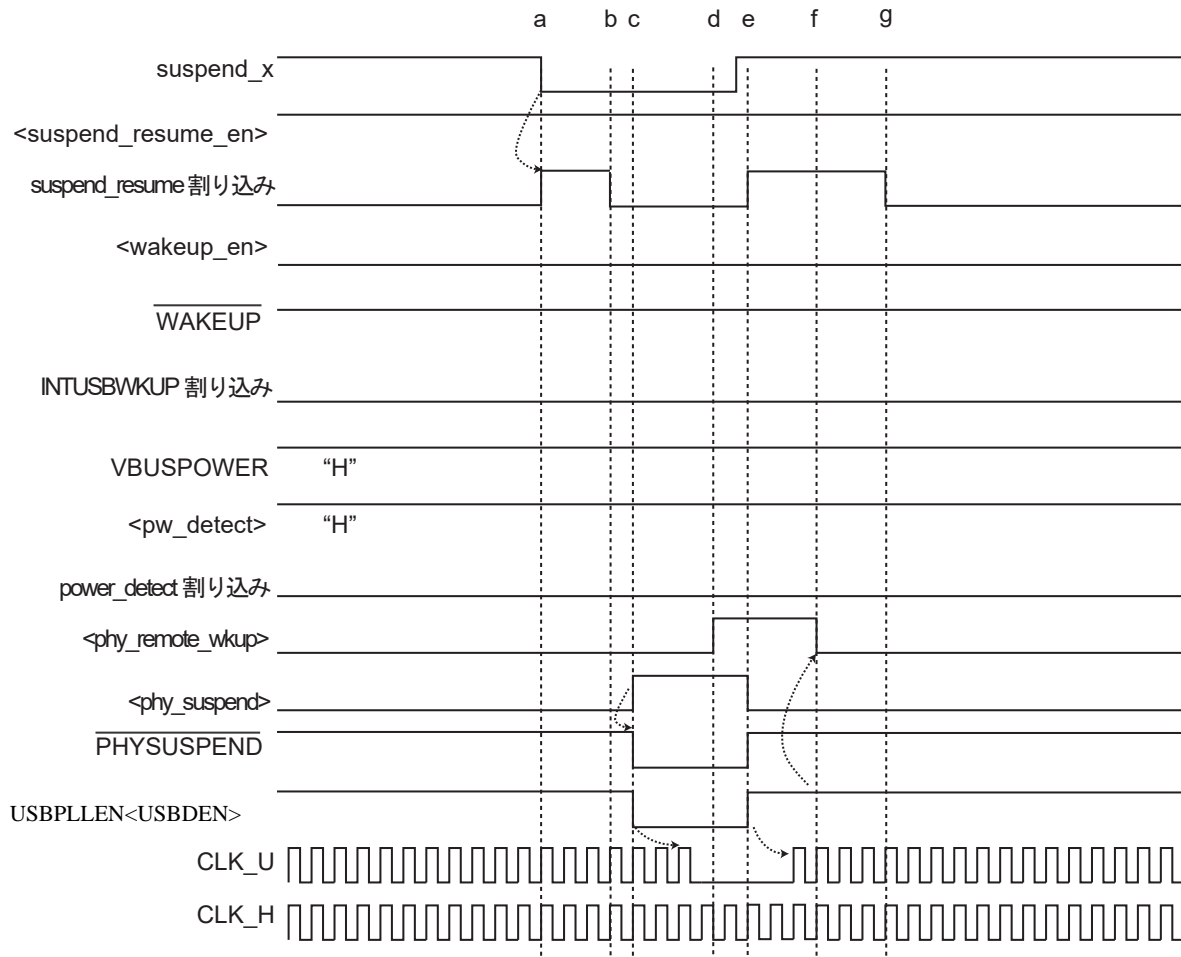 a b c d e f g
suspend_x
<suspend_resume_en>
suspend_resume 割り込み
<wakeup_en>
WAKEUP
INTUSBWKUP 割り込み
VBUSPOWER “H”
<pw_detect> “H”
power_detect 割り込み
<phy_remote_wkup>
<phy_suspend>
PHYSUSPEND
USBPLLEN<USBDEN>
CLK_U
CLK_H